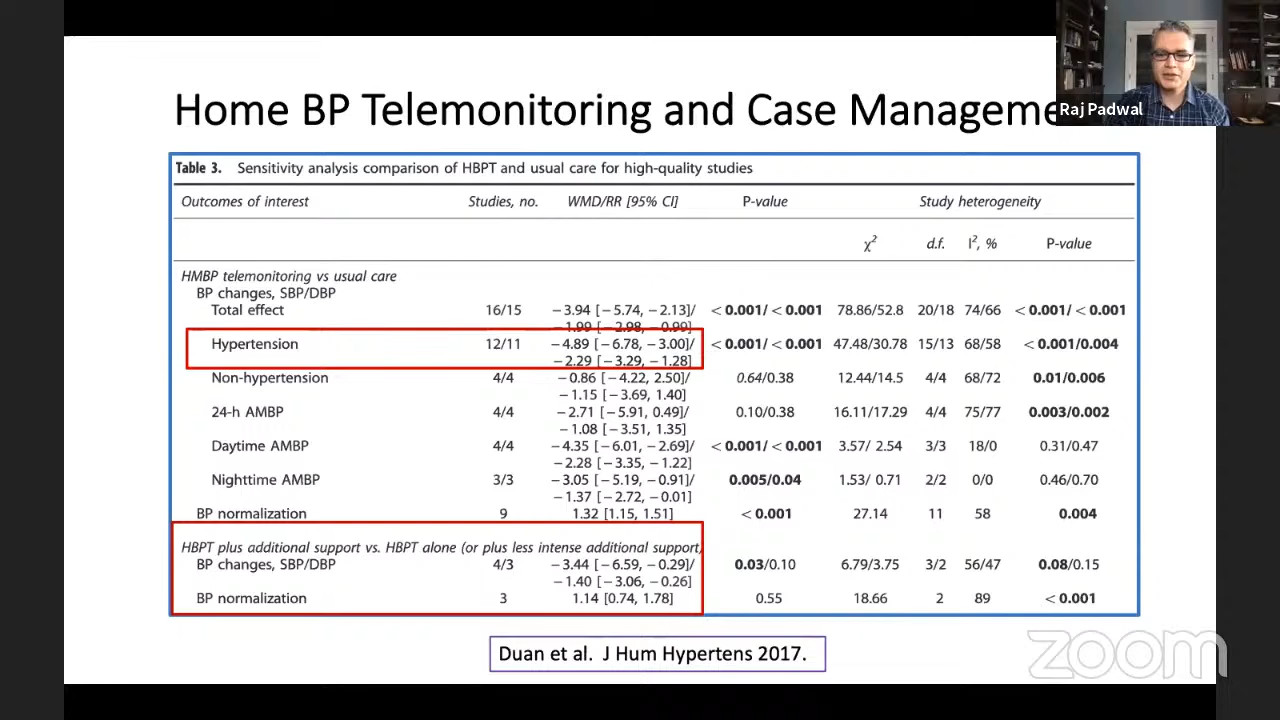 Raj Padwal
Home BP Telemonitoring and Case Manageme
Table 3. Sensitivity analysis comparison of HBPT and usual care for high-quality studies
Outcomes of interest Studies, no. WMD/RR [95% CI] P-value Study heterogeneity
χ² d.f. I², % P-value
HMBP telemonitoring vs usual care
BP changes, SBP/DBP
Total effect 16/15 −3.94 [−5.74, −2.13]/ <0.001/<0.001 78.86/52.8 20/18 74/66 <0.001/<0.001
−1.99 [−2.98, −0.99]
Hypertension 12/11 −4.89 [−6.78, −3.00]/ <0.001/<0.001 47.48/30.78 15/13 68/58 <0.001/0.004
−2.29 [−3.29, −1.28]
Non-hypertension 4/4 −0.86 [−4.22, 2.50]/ 0.64/0.38 12.44/14.5 4/4 68/72 0.01/0.006
−1.15 [−3.69, 1.40]
24-h AMBP 4/4 −2.71 [−5.91, 0.49]/ 0.10/0.38 16.11/17.29 4/4 75/77 0.003/0.002
−1.08 [−3.51, 1.35]
Daytime AMBP 4/4 −4.35 [−6.01, −2.69]/ <0.001/<0.001 3.57/ 2.54 3/3 18/0 0.31/0.47
−2.28 [−3.35, −1.22]
Nighttime AMBP 3/3 −3.05 [−5.19, −0.91]/ 0.005/0.04 1.53/ 0.71 2/2 0/0 0.46/0.70
−1.37 [−2.72, −0.01]
BP normalization 9 1.32 [1.15, 1.51] <0.001 27.14 11 58 0.004
HBPT plus additional support vs. HBPT alone (or plus less intense additional support)
BP changes, SBP/DBP 4/3 −3.44 [−6.59, −0.29]/ 0.03/0.10 6.79/3.75 3/2 56/47 0.08/0.15
−1.40 [−3.06, −0.26]
BP normalization 3 1.14 [0.74, 1.78] 0.55 18.66 2 89 <0.001
Duan et al. J Hum Hypertens 2017.
zoom